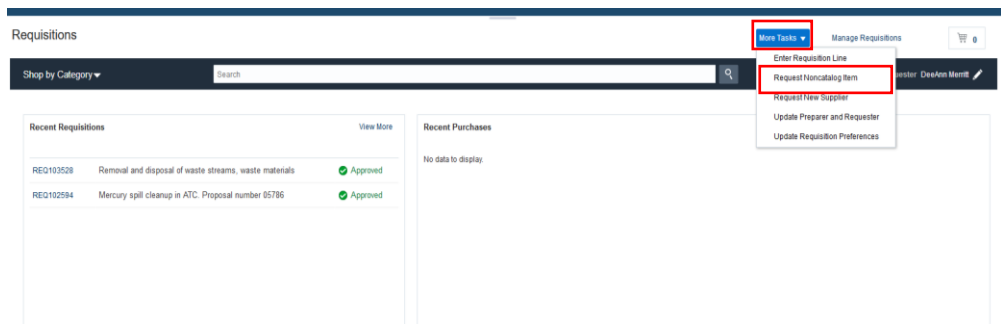 Requisitions
More Tasks
Manage Requisitions
0
Enter Requisition Line
Shop by Category
Search
Request Noncatalog Item
uester DeeAnn Merritt
Request New Supplier
Update Preparer and Requester
Update Requisition Preferences
Recent Requisitions
View More
Recent Purchases
No data to display.
REQ103528 Removal and disposal of waste streams, waste materials Approved
REQ102594 Mercury spill cleanup in ATC. Proposal number 05786 Approved